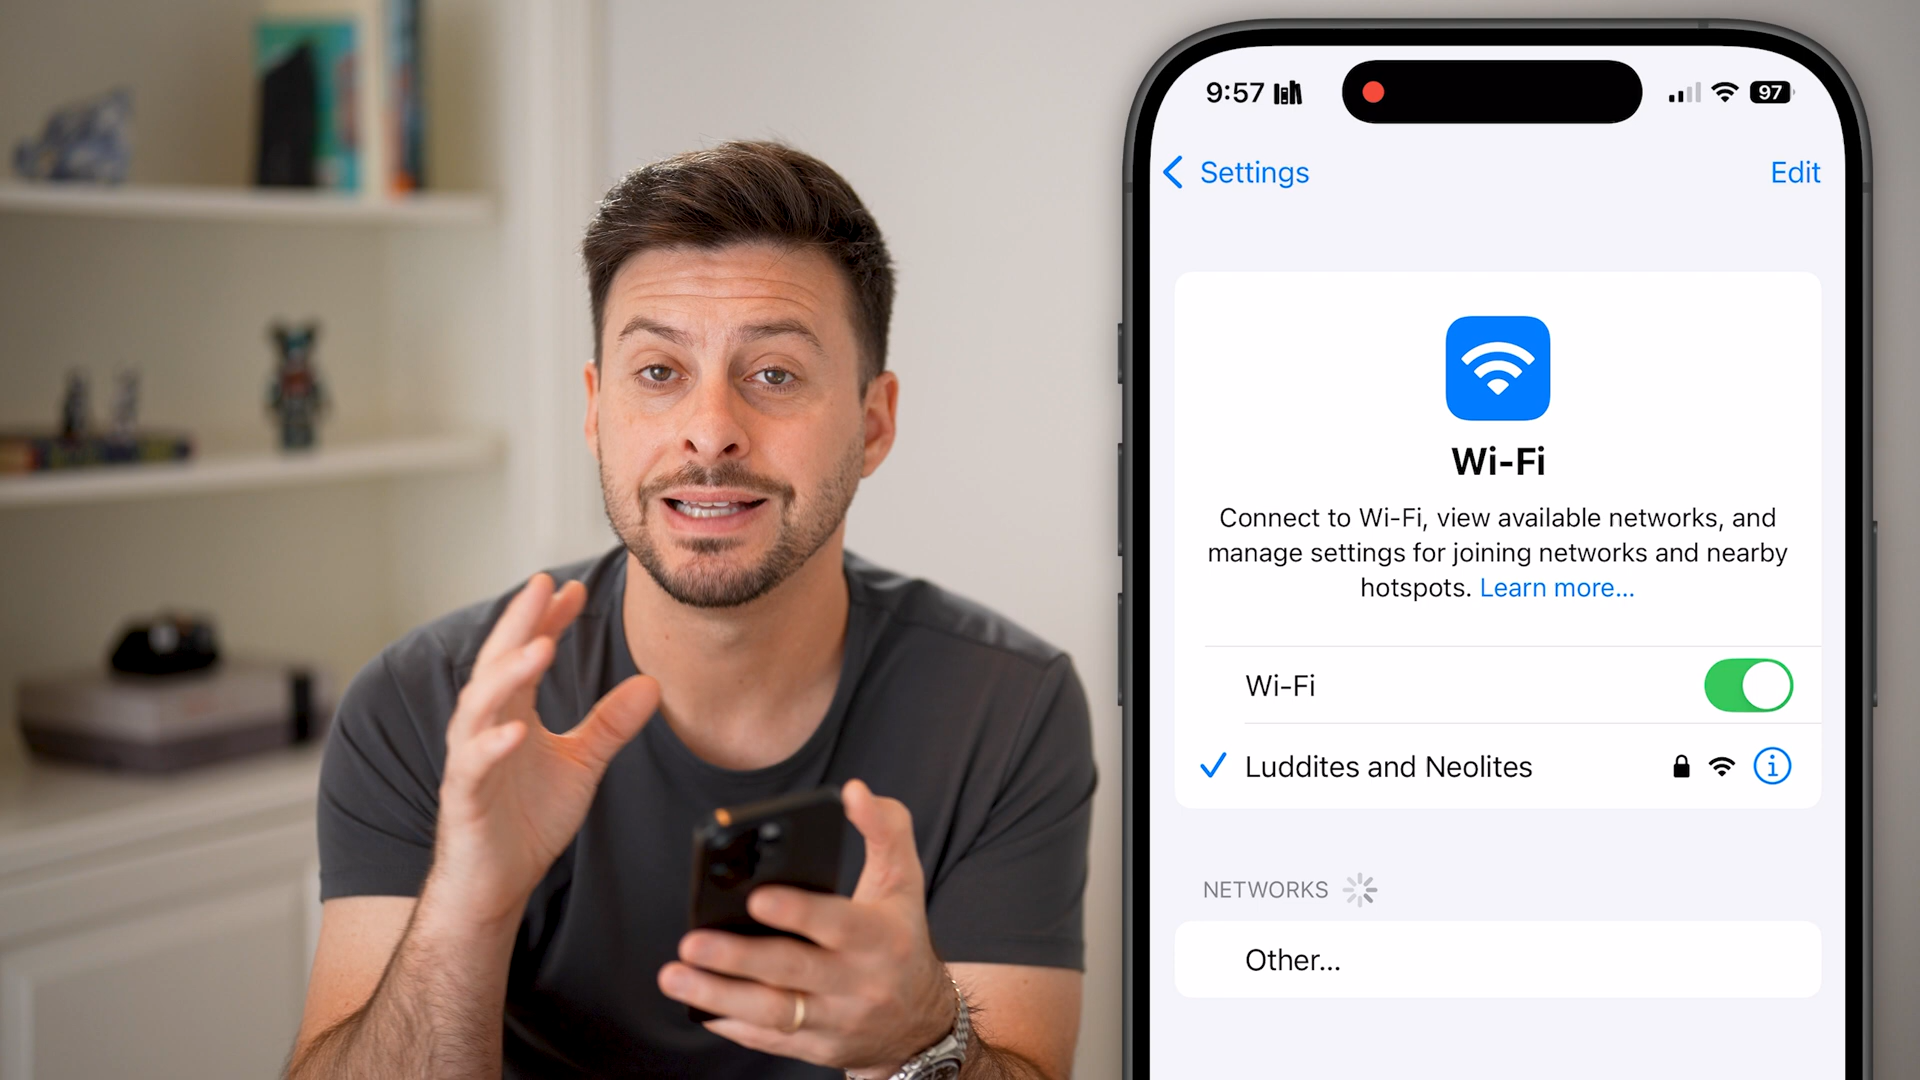 9:57
97
Settings
Edit
Wi-Fi
Connect to Wi-Fi, view available networks, and
manage settings for joining networks and nearby
hotspots. Learn more...
Wi-Fi
Luddites and Neolites
NETWORKS
Other...